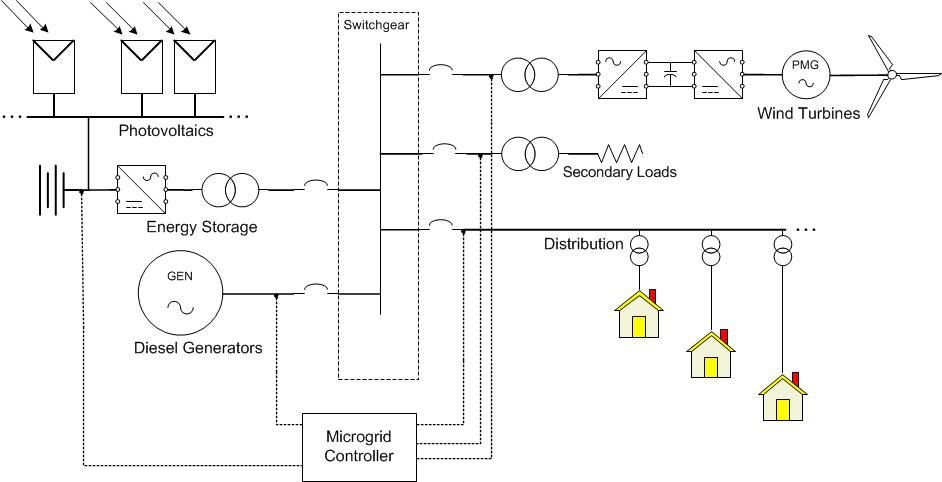 Switchgear
PMG
Wind Turbines
Photovoltaics
Secondary Loads
Energy Storage
Distribution
GEN
Diesel Generators
Microgrid
Controller